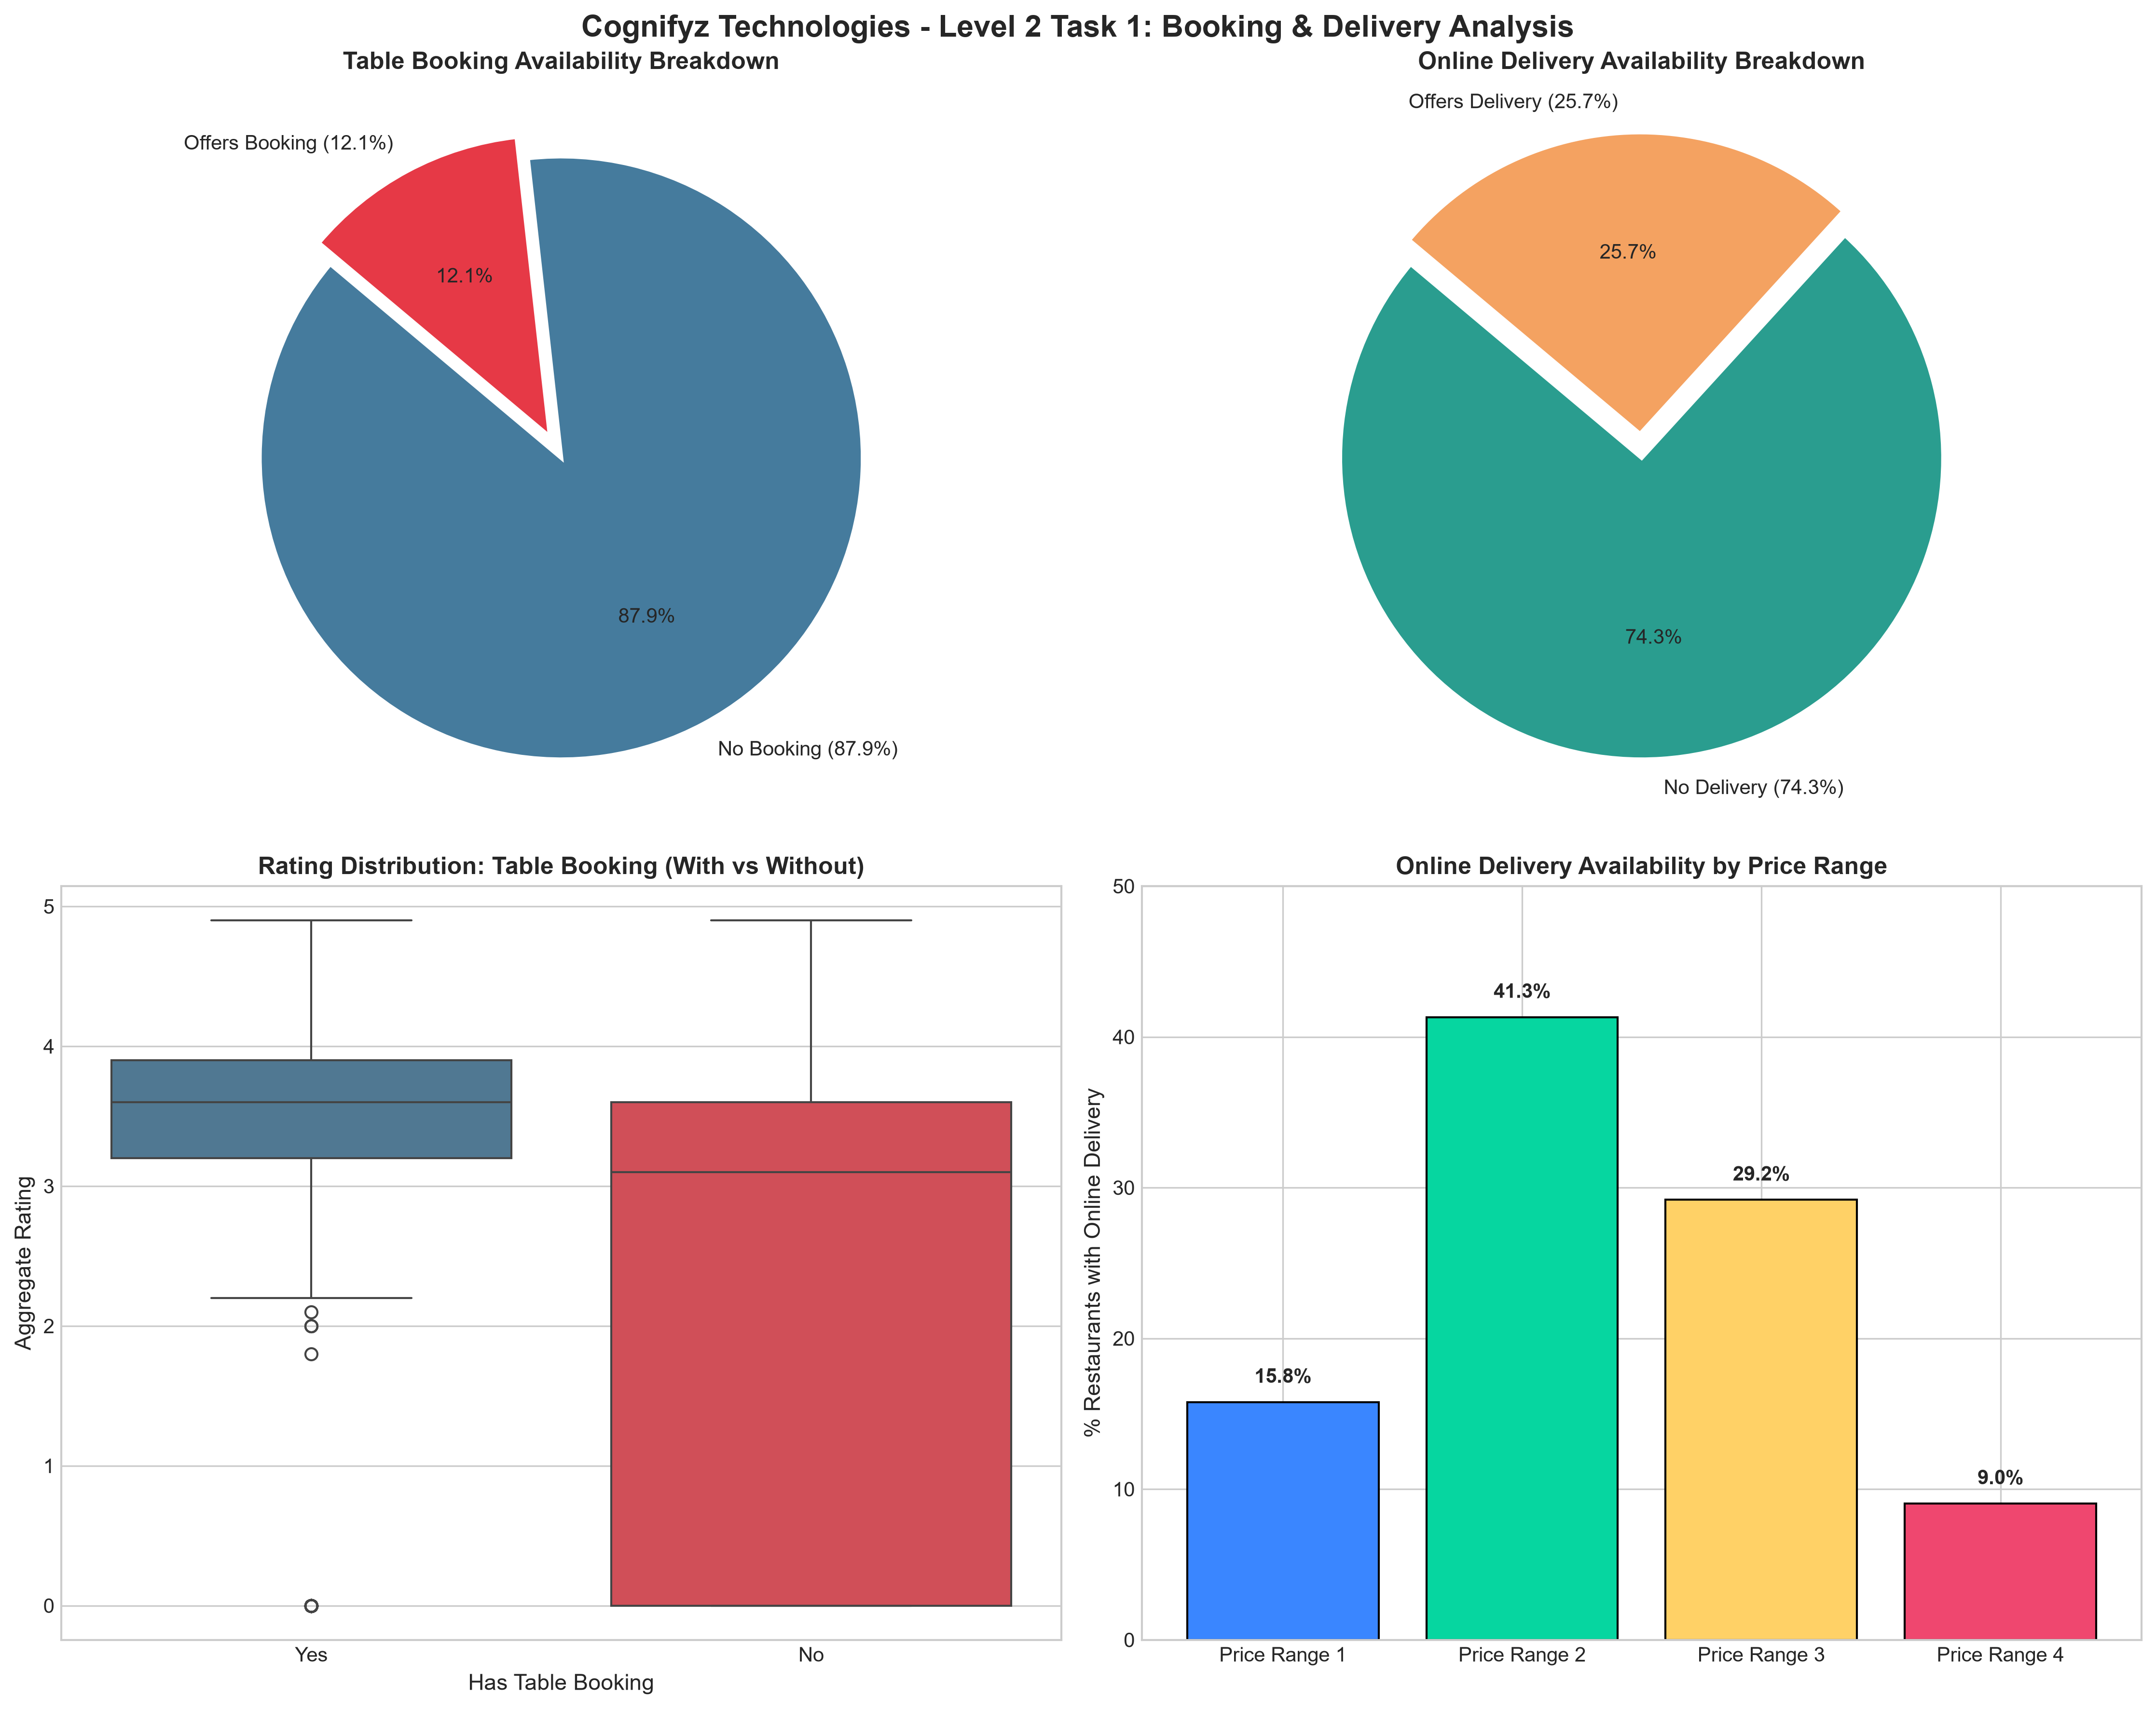 Cognifyz Technologies - Level 2 Task 1: Booking & Delivery Analysis
Table Booking Availability Breakdown
Offers Booking (12.1%)
12.1%
87.9%
No Booking (87.9%)
Online Delivery Availability Breakdown
Offers Delivery (25.7%)
25.7%
74.3%
No Delivery (74.3%)
Rating Distribution: Table Booking (With vs Without)
Aggregate Rating
5
4
3
2
1
0
Yes
No
Has Table Booking
Online Delivery Availability by Price Range
% Restaurants with Online Delivery
50
40
30
20
10
0
15.8%
41.3%
29.2%
9.0%
Price Range 1
Price Range 2
Price Range 3
Price Range 4